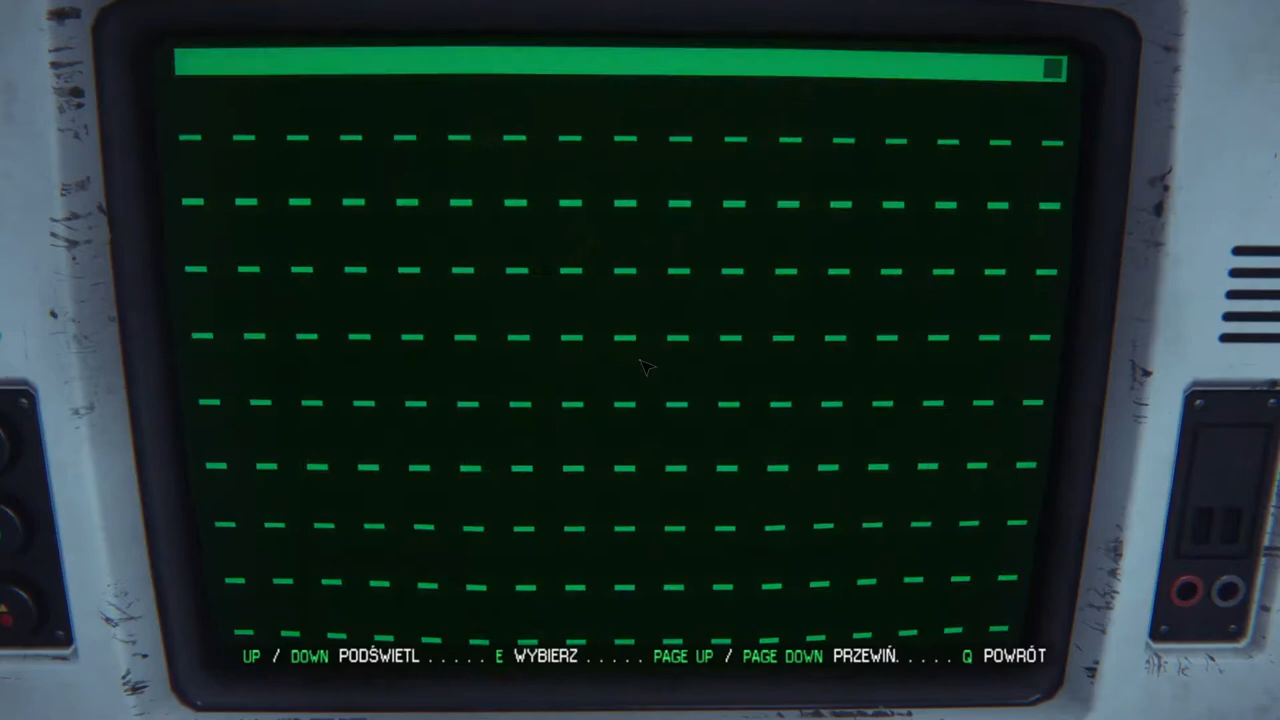 UP / DOWN PODŚWIETL . . . . . E WYBIERZ . . . . . PAGE UP / PAGE DOWN PRZEWIŃ. . . . . Q POWRÓT